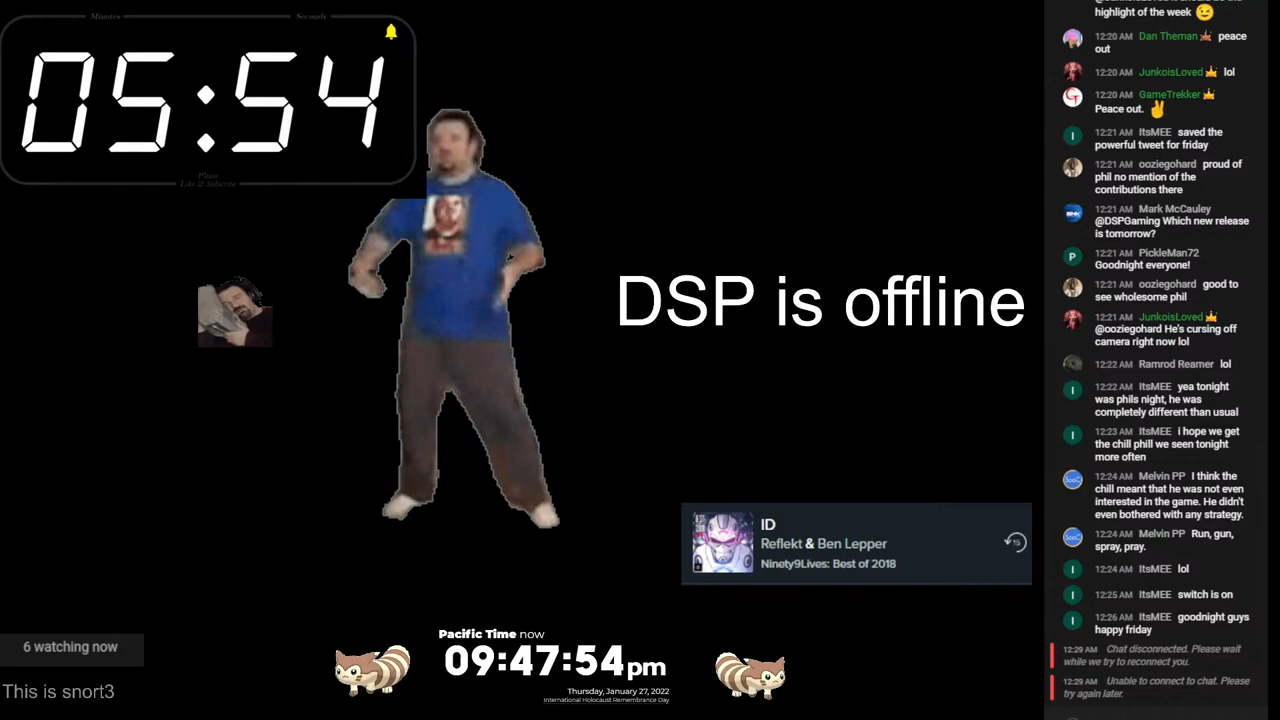 Minutes
Seconds
05:54
Please
Like & Subscribe
DSP is offline
ID
Reflekt & Ben Lepper
Ninety9Lives: Best of 2018
15
6 watching now
This is snort3
Pacific Time now
09:47:54pm
Thursday, January 27, 2022
International Holocaust Remembrance Day
highlight of the week 😉
12:20 AM Dan Theman peace
out
12:20 AM JunkoisLoved lol
12:20 AM GameTrekker
Peace out. ✌
12:21 AM ItsMEE saved the
powerful tweet for friday
12:21 AM ooziegohard proud of
phil no mention of the
contributions there
12:21 AM Mark McCauley
@DSPGaming Which new release
is tomorrow?
12:21 AM PickleMan72
Goodnight everyone!
12:21 AM ooziegohard good to
see wholesome phil
12:21 AM JunkoisLoved
@ooziegohard He's cursing off
camera right now lol
12:22 AM Ramrod Reamer lol
12:22 AM ItsMEE yea tonight
was phils night, he was
completely different than usual
12:23 AM ItsMEE i hope we get
the chill phill we seen tonight
more often
12:24 AM Melvin PP I think the
chill meant that he was not even
interested in the game. He didn't
even bothered with any strategy.
12:24 AM Melvin PP Run, gun,
spray, pray.
12:24 AM ItsMEE lol
12:25 AM ItsMEE switch is on
12:26 AM ItsMEE goodnight guys
happy friday
12:29 AM Chat disconnected. Please wait
while we try to reconnect you.
12:29 AM Unable to connect to chat. Please
try again later.